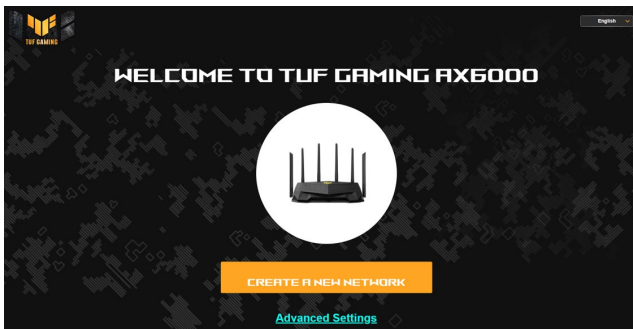 TUF GAMING
English
WELCOME TO TUF GAMING AX6000
CREATE A NEW NETWORK
Advanced Settings